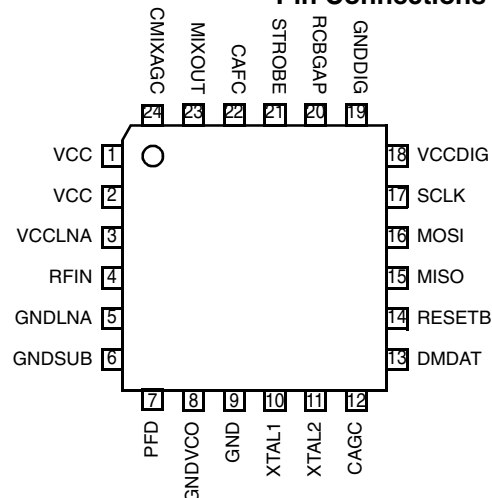 Pin Connections
CMIXAGC
MIXOUT
CAFC
STROBE
RCBGAP
GNDDIG
24 23 22 21 20 19
VCC 1
VCC 2
VCCLNA 3
RFIN 4
GNDLNA 5
GNDSUB 6
18 VCCDIG
17 SCLK
16 MOSI
15 MISO
14 RESETB
13 DMDAT
7 8 9 10 11 12
PFD
GNDVCO
GND
XTAL1
XTAL2
CAGC